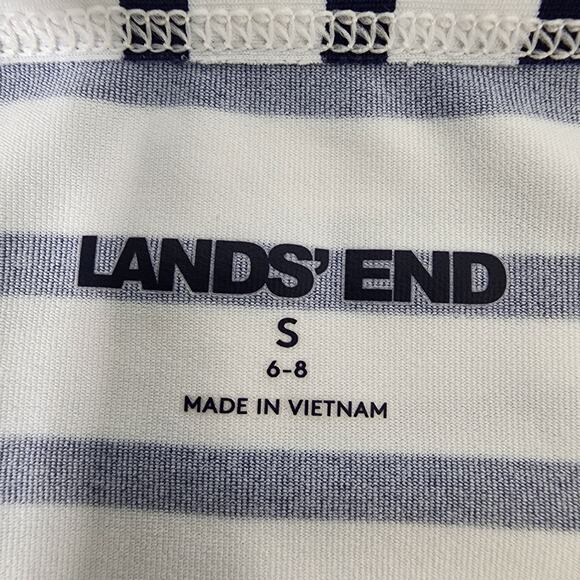 LANDS' END
S
6-8
MADE IN VIETNAM